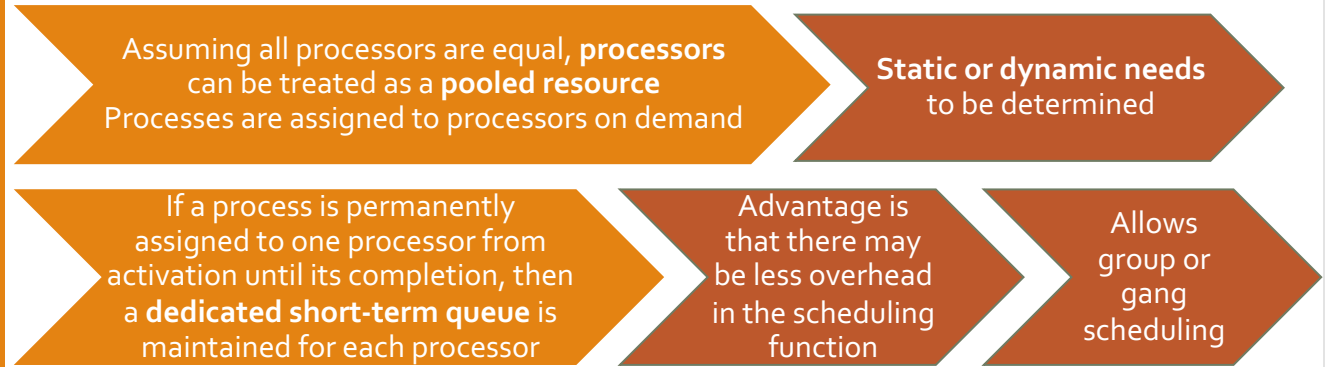 Assuming all processors are equal, processors
can be treated as a pooled resource
Processes are assigned to processors on demand
Static or dynamic needs
to be determined
If a process is permanently
assigned to one processor from
activation until its completion, then
a dedicated short-term queue is
maintained for each processor
Advantage is
that there may
be less overhead
in the scheduling
function
Allows
group or
gang
scheduling